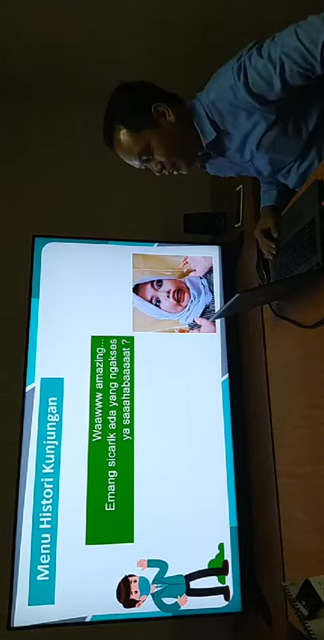 Menu Histori Kunjungan
Waawww amazing...
Emang sicarik ada yang ngakses
ya saaahabaaaaat ?